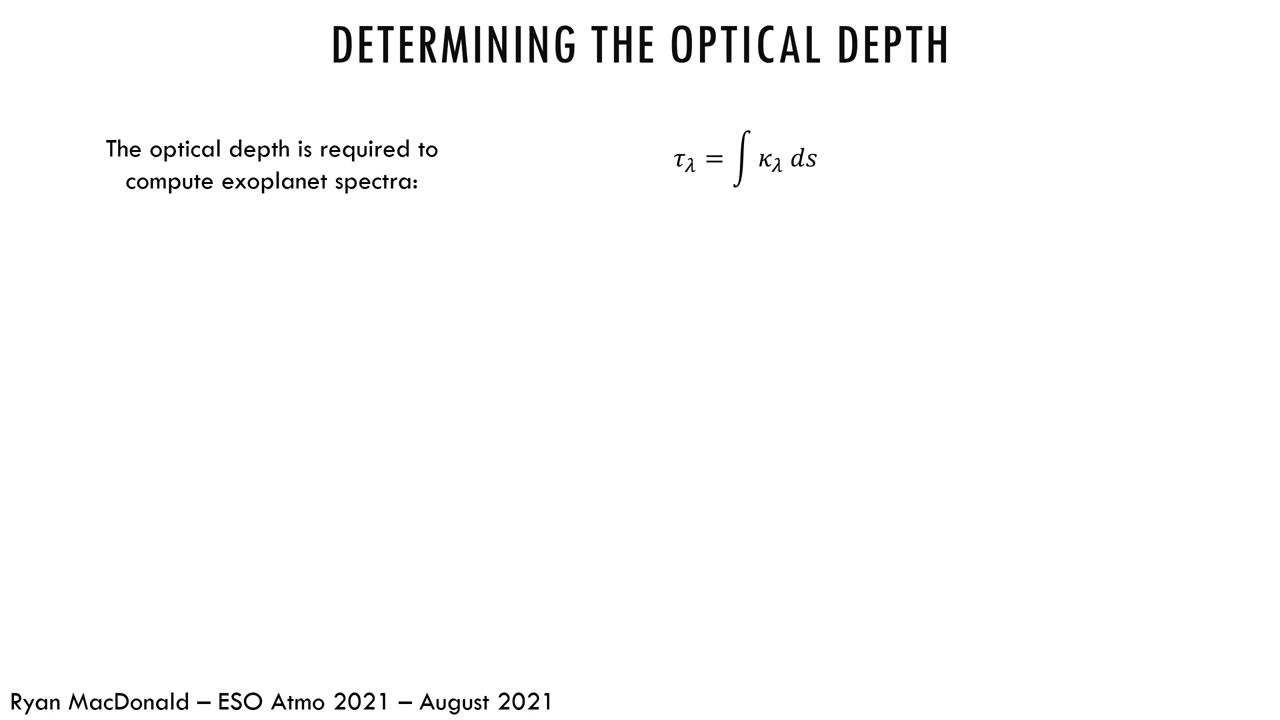 DETERMINING THE OPTICAL DEPTH
The optical depth is required to
compute exoplanet spectra:
τ_λ = ∫ κ_λ ds
Ryan MacDonald – ESO Atmo 2021 – August 2021